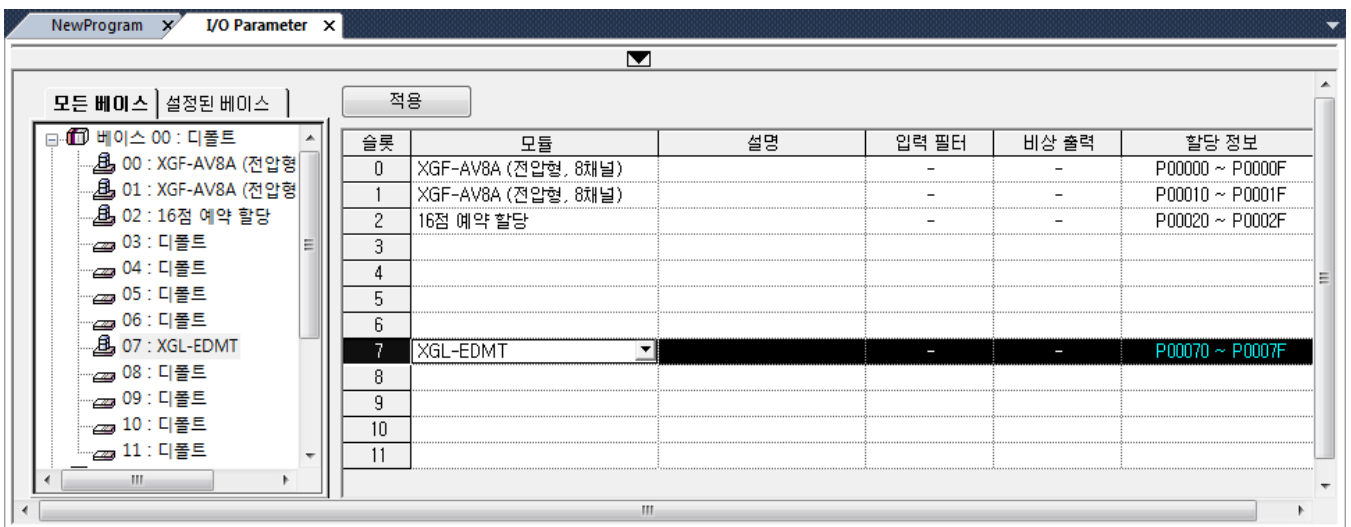 NewProgram
I/O Parameter
모든 베이스 설정된 베이스
적용
베이스 00 : 디폴트
00 : XGF-AV8A (전압형
01 : XGF-AV8A (전압형
02 : 16점 예약 할당
03 : 디폴트
04 : 디폴트
05 : 디폴트
06 : 디폴트
07 : XGL-EDMT
08 : 디폴트
09 : 디폴트
10 : 디폴트
11 : 디폴트
슬롯 모듈 설명 입력 필터 비상 출력 할당 정보
0 XGF-AV8A (전압형, 8채널) - - P00000 ~ P0000F
1 XGF-AV8A (전압형, 8채널) - - P00010 ~ P0001F
2 16점 예약 할당 - - P00020 ~ P0002F
3
4
5
6
7 XGL-EDMT - - P00070 ~ P0007F
8
9
10
11